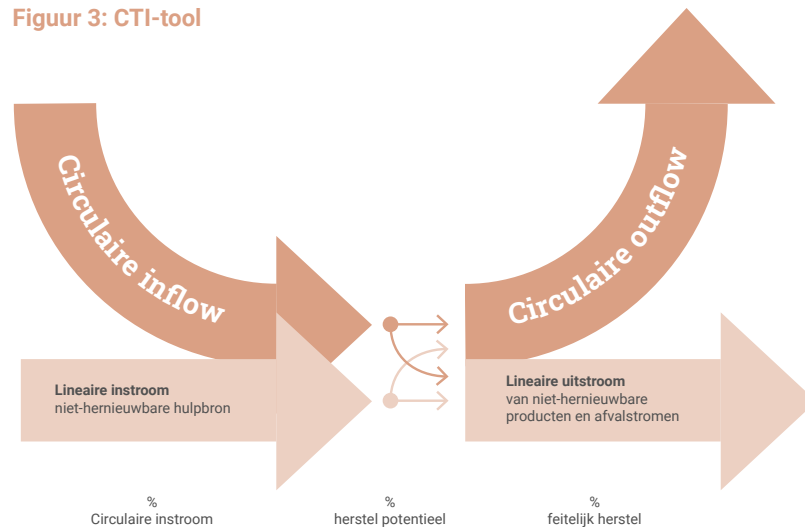 Figuur 3: CTI-tool
Circulaire inflow
Circulaire outflow
Lineaire instroom
niet-hernieuwbare hulpbron
Lineaire uitstroom
van niet-hernieuwbare
producten en afvalstromen
%
Circulaire instroom
%
herstel potentieel
%
feitelijk herstel